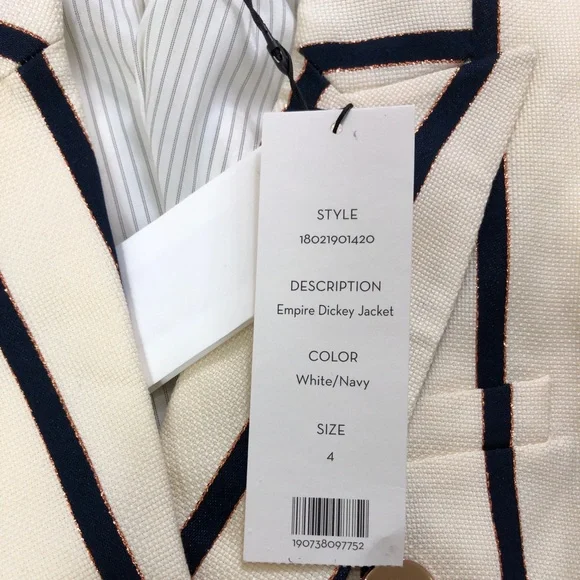 STYLE
18021901420
DESCRIPTION
Empire Dickey Jacket
COLOR
White/Navy
SIZE
4
190738097752